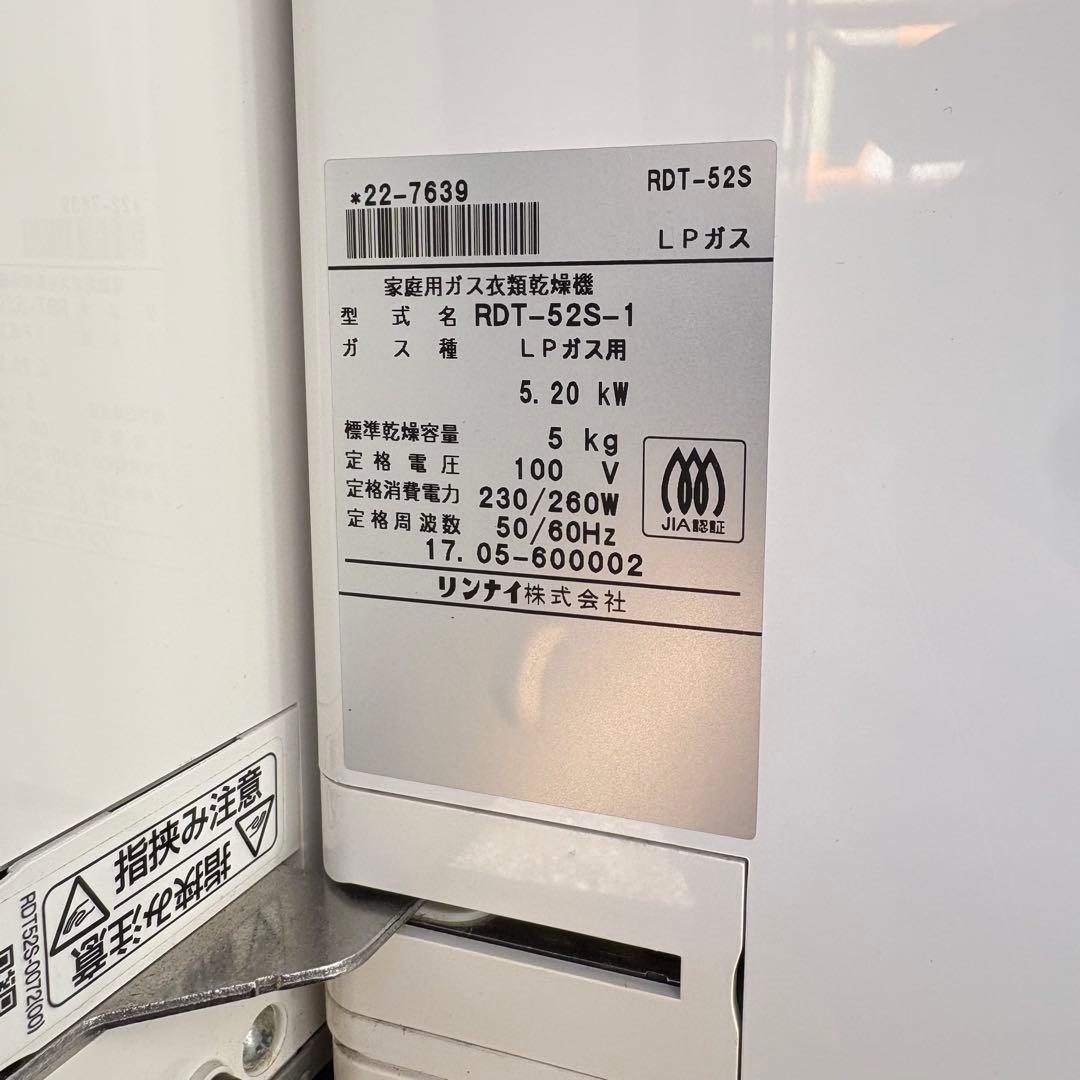 *22-7639
RDT-52S
LPガス
家庭用ガス衣類乾燥機
型式名 RDT-52S-1
ガス種 LPガス用
5.20 kW
標準乾燥容量 5 kg
定格電圧 100 V
定格消費電力 230/260W
定格周波数 50/60Hz
17.05-600002
リンナイ株式会社
JIA認証
指挟み注意
指挟み注意
RDT52S-0072(00)